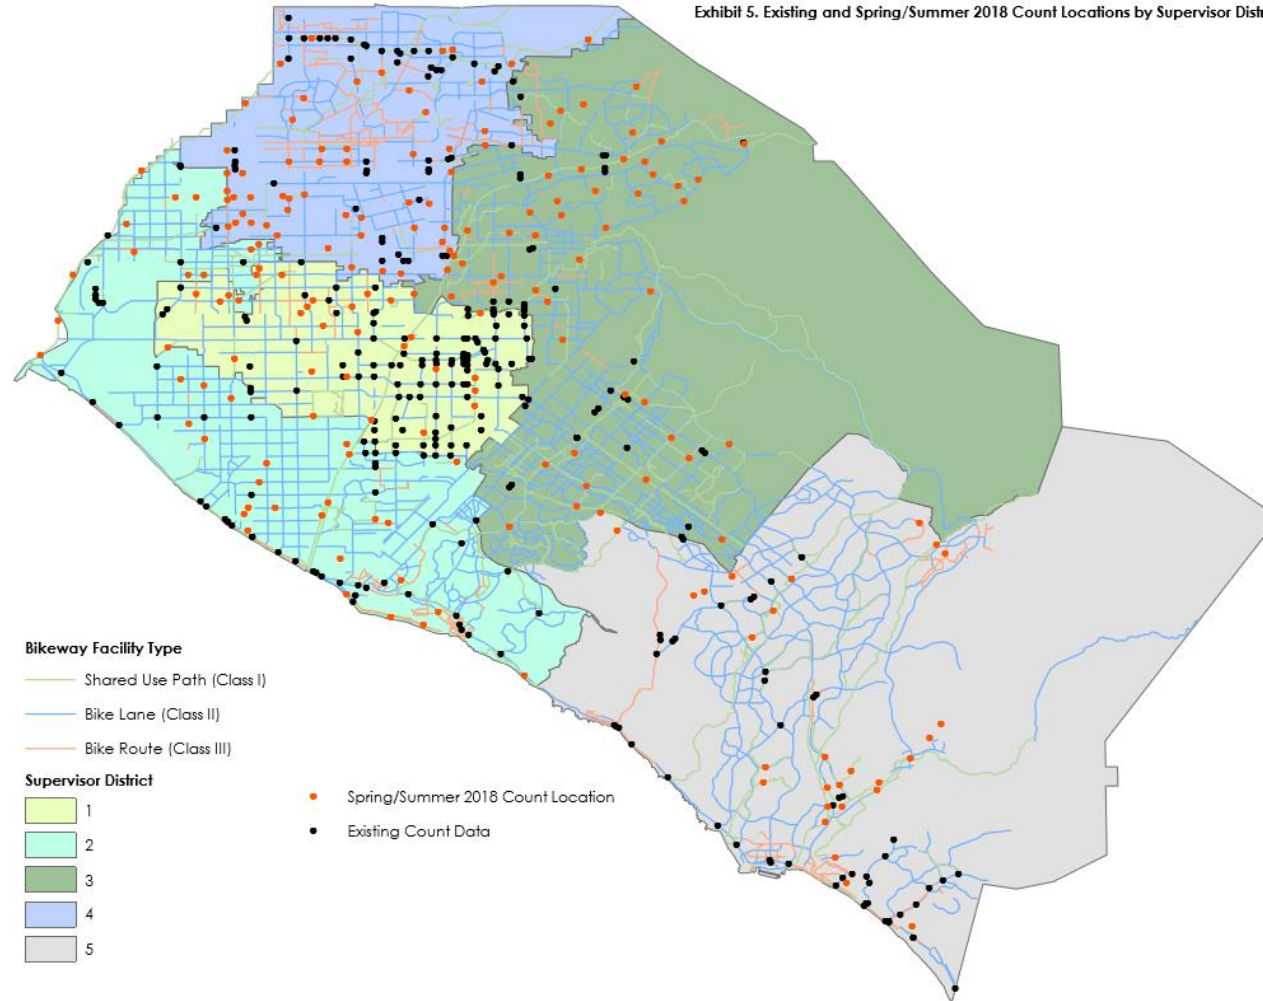 Exhibit 5. Existing and Spring/Summer 2018 Count Locations by Supervisor Distr
Bikeway Facility Type
Shared Use Path (Class I)
Bike Lane (Class II)
Bike Route (Class III)
Supervisor District
1
2
3
4
5
Spring/Summer 2018 Count Location
Existing Count Data